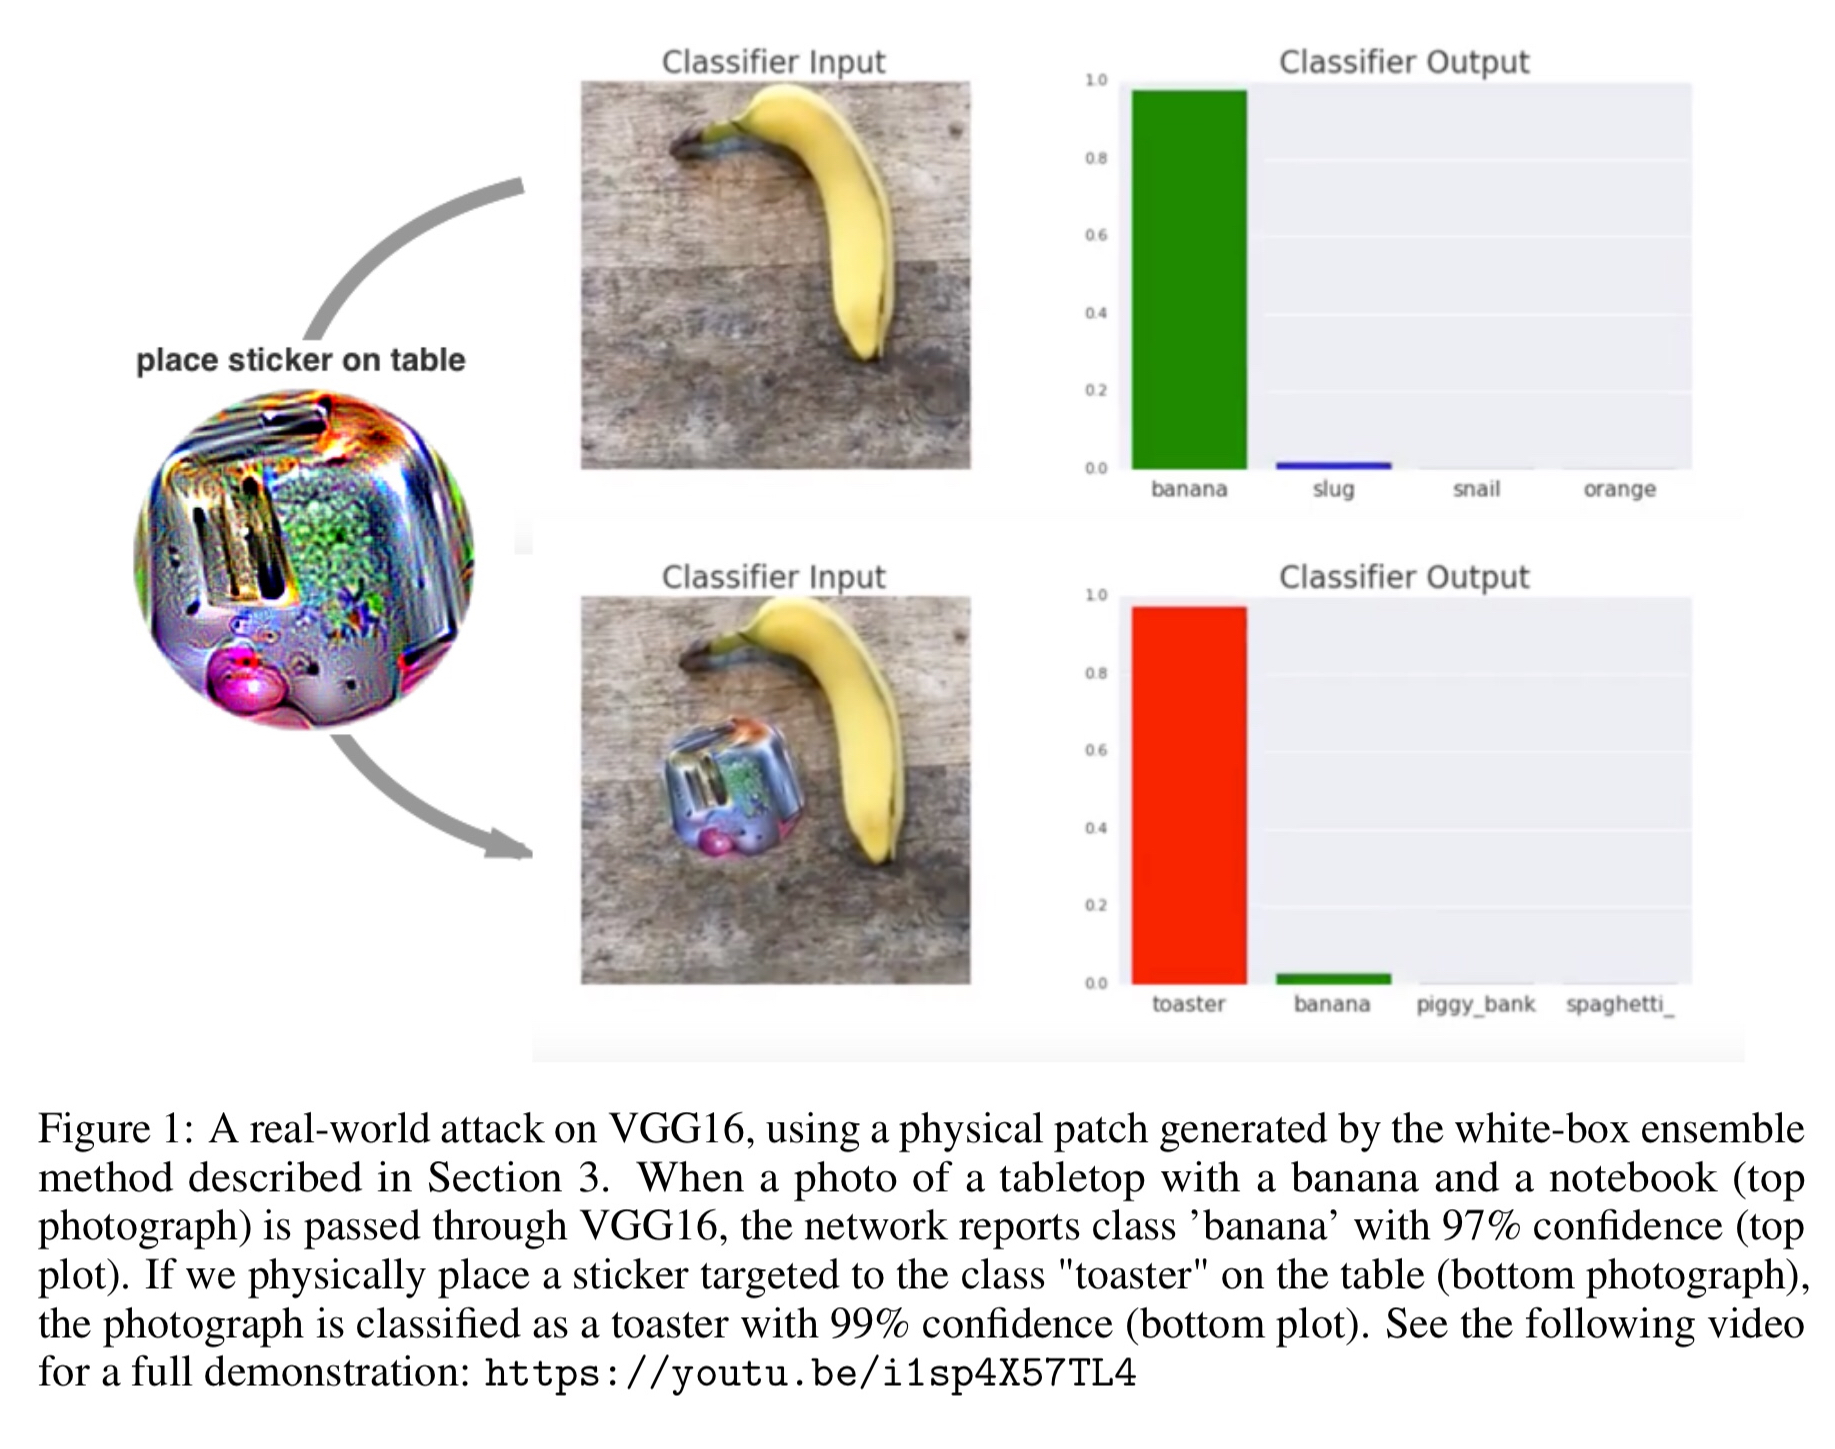 Classifier Input
Classifier Output
1.0
0.8
0.6
0.4
0.2
0.0
banana slug snail orange
place sticker on table
Classifier Input
Classifier Output
1.0
0.8
0.6
0.4
0.2
0.0
toaster banana piggy_bank spaghetti_
Figure 1: A real-world attack on VGG16, using a physical patch generated by the white-box ensemble
method described in Section 3. When a photo of a tabletop with a banana and a notebook (top
photograph) is passed through VGG16, the network reports class ’banana’ with 97% confidence (top
plot). If we physically place a sticker targeted to the class "toaster" on the table (bottom photograph),
the photograph is classified as a toaster with 99% confidence (bottom plot). See the following video
for a full demonstration: https://youtu.be/i1sp4X57TL4